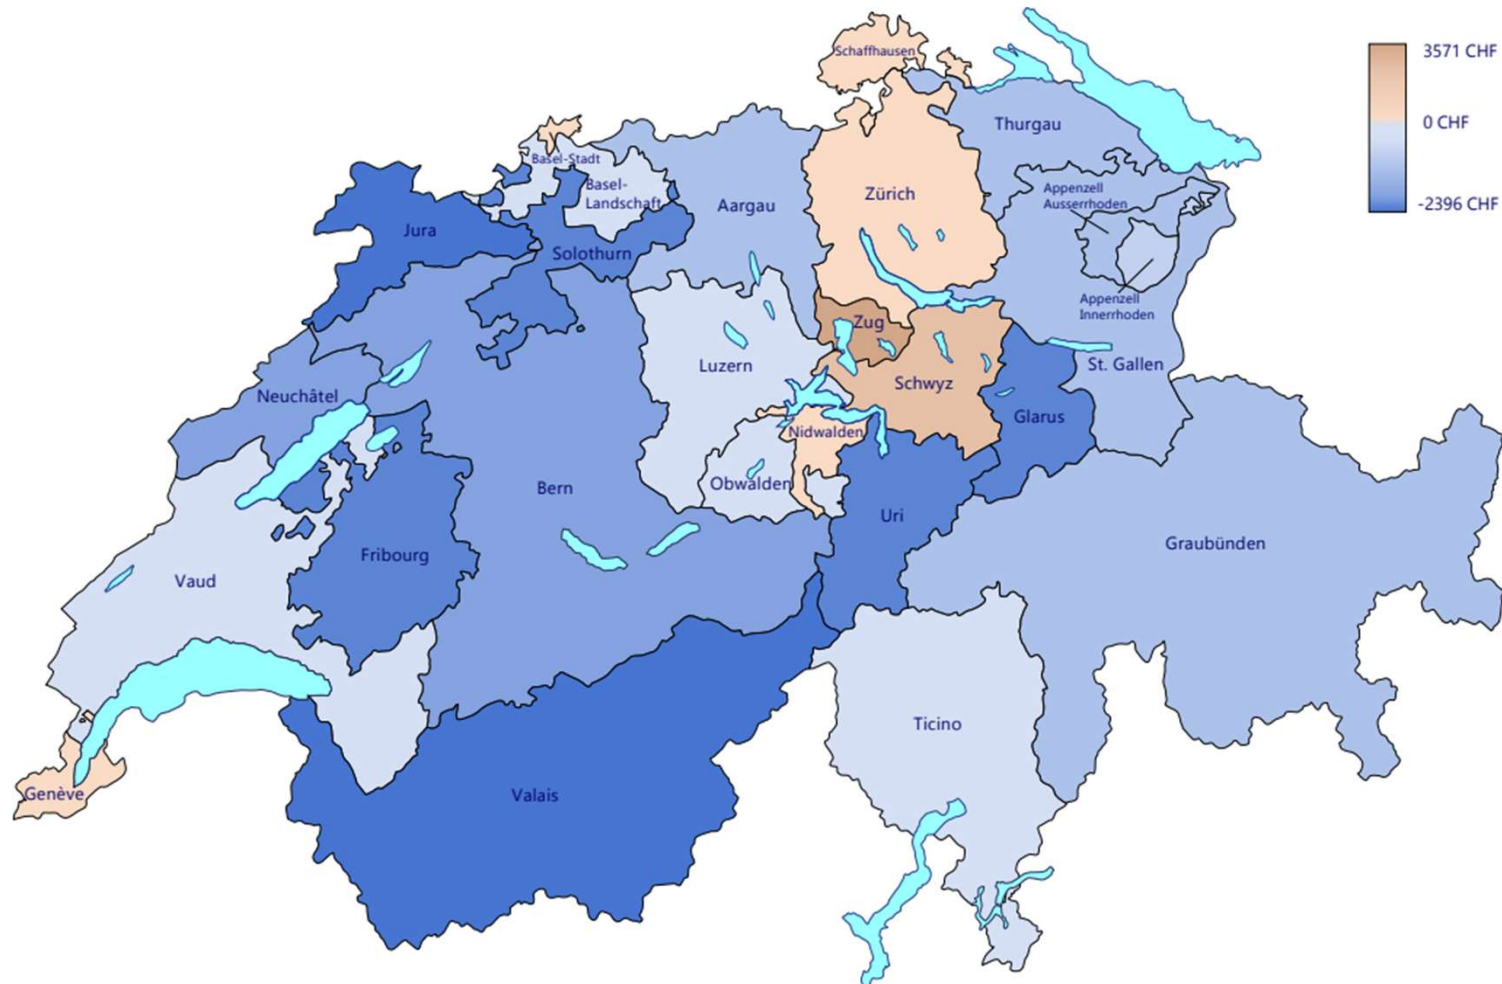 Schaffhausen
3571 CHF
0 CHF
-2396 CHF
Thurgau
Basel-Stadt
Basel-
Landschaft
Aargau
Zürich
Appenzell
Ausserrhoden
Jura
Solothurn
Appenzell
Innerrhoden
Zug
Luzern
Schwyz
St. Gallen
Neuchâtel
Glarus
Nidwalden
Obwalden
Bern
Uri
Graubünden
Fribourg
Vaud
Ticino
Genève
Valais